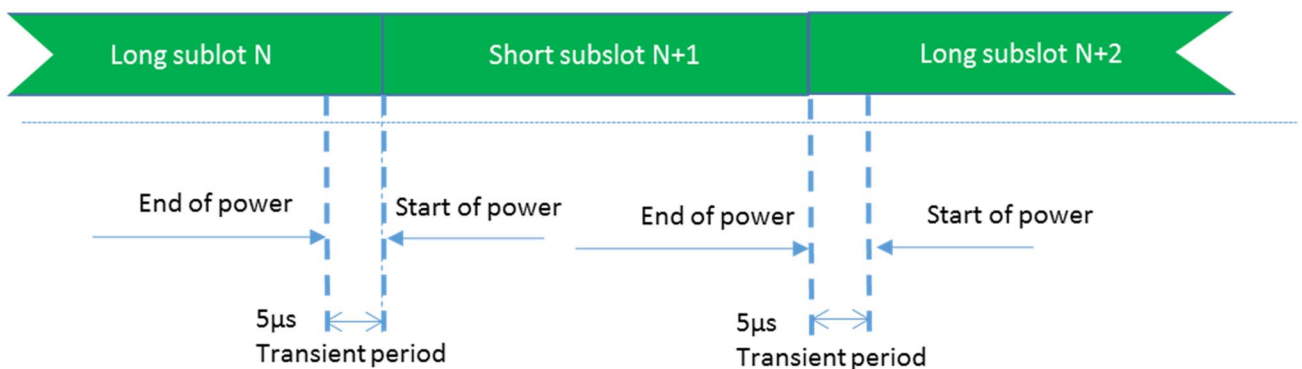 Long sublot N
Short subslot N+1
Long subslot N+2
End of power
Start of power
End of power
Start of power
5µs
Transient period
5µs
Transient period